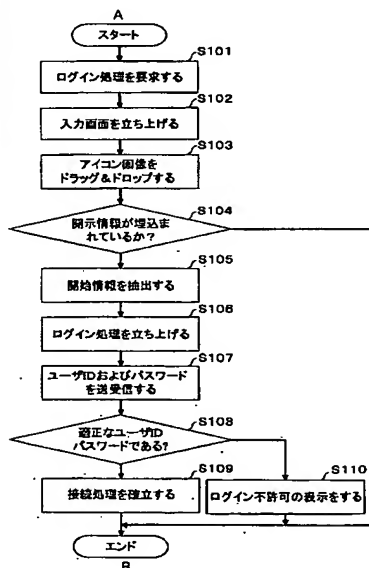 A
スタート
S101
ログイン処理を要求する
S102
入力画面を立ち上げる
S103
アイコン画像を
ドラッグ&ドロップする
S104
開示情報が埋込ま
れているか?
S105
開始情報を抽出する
S106
ログイン処理を立ち上げる
S107
ユーザIDおよびパスワード
を送受信する
S108
適正なユーザID
パスワードである?
S109
接続処理を確立する
S110
ログイン不許可の表示をする
エンド
B